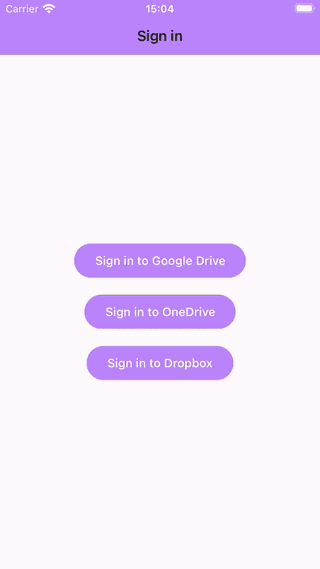 Carrier 15:04
Sign in
Sign in to Google Drive
Sign in to OneDrive
Sign in to Dropbox